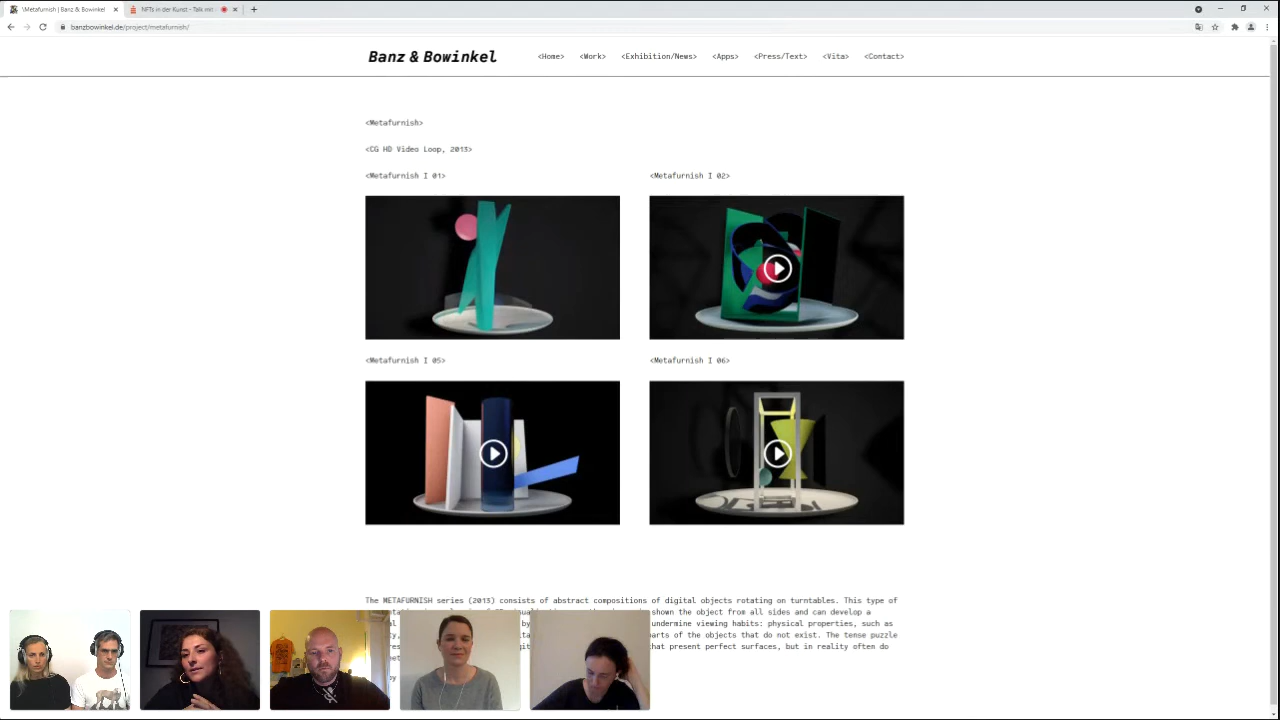 \Metafurnish | Banz & Bowinkel
NFTs in der Kunst - Talk mit
banzbowinkel.de/project/metafurnish/
Banz & Bowinkel
<Home> <Work> <Exhibition/News> <Apps> <Press/Text> <Vita> <Contact>
<Metafurnish>
<CG HD Video Loop, 2013>
<Metafurnish I 01> <Metafurnish I 02>
<Metafurnish I 05> <Metafurnish I 06>
The METAFURNISH series (2013) consists of abstract compositions of digital objects rotating on turntables. This type of
shown the object from all sides and can develop a
by undermine viewing habits: physical properties, such as
parts of the objects that do not exist. The tense puzzle
that present perfect surfaces, but in reality often do